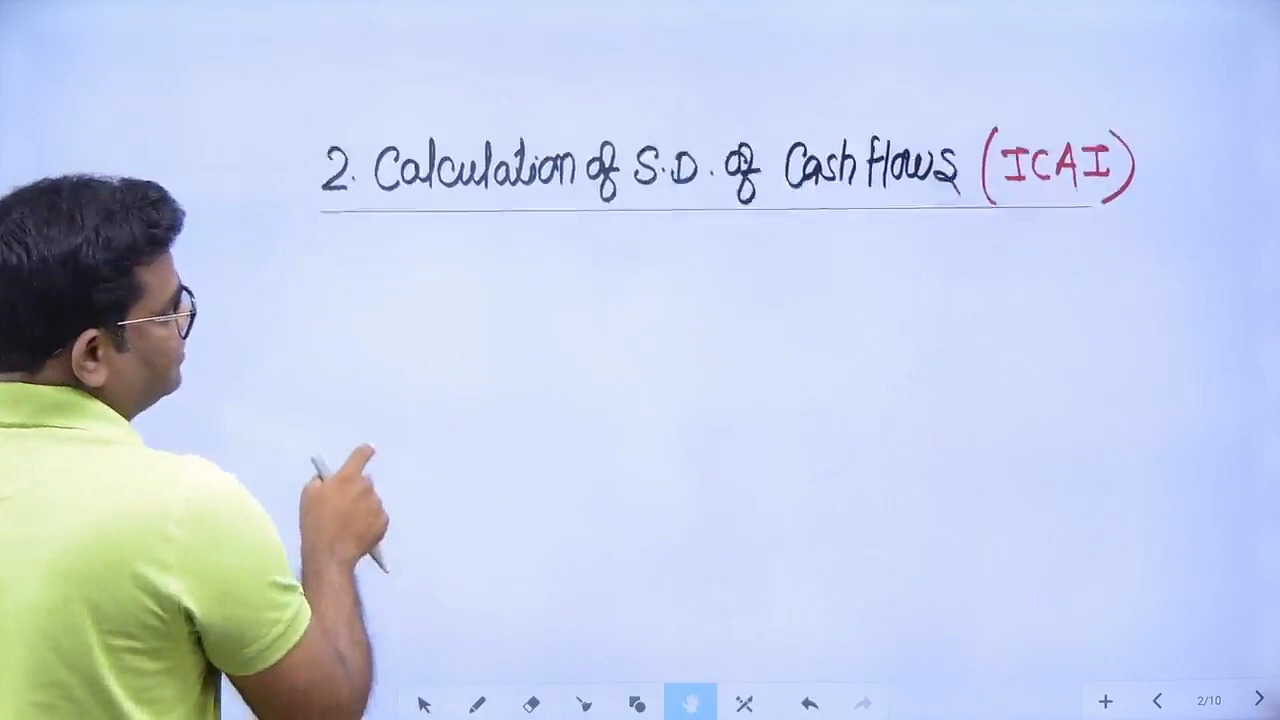 2. Calculation of S.D. of Cash flows (ICAI)
2/10